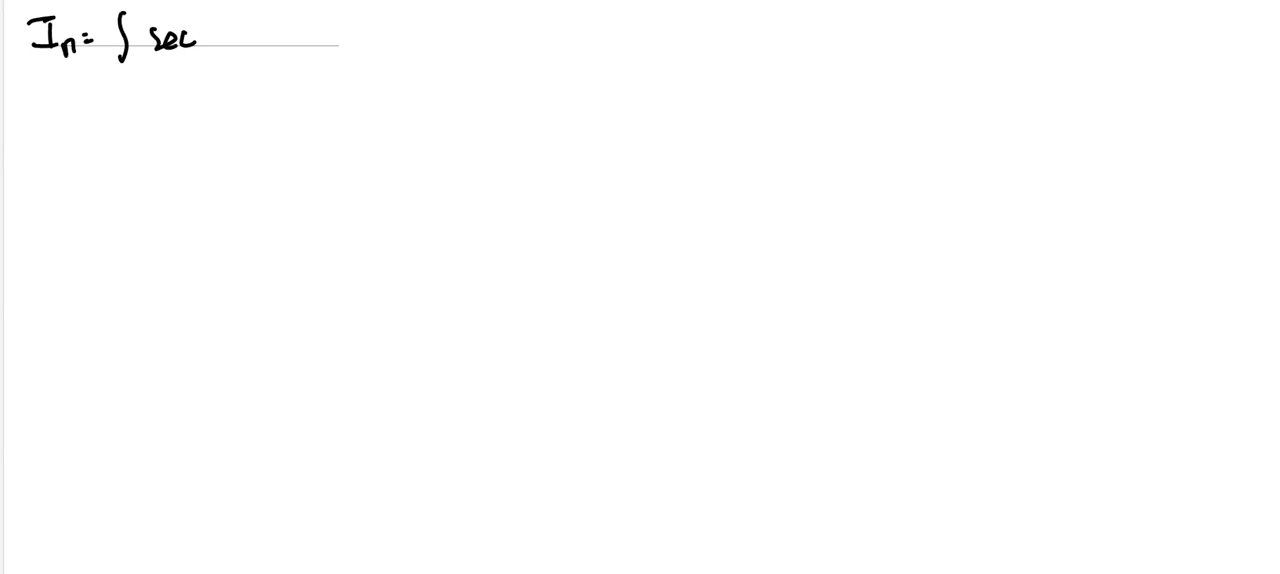 Iₙ = ∫ sec